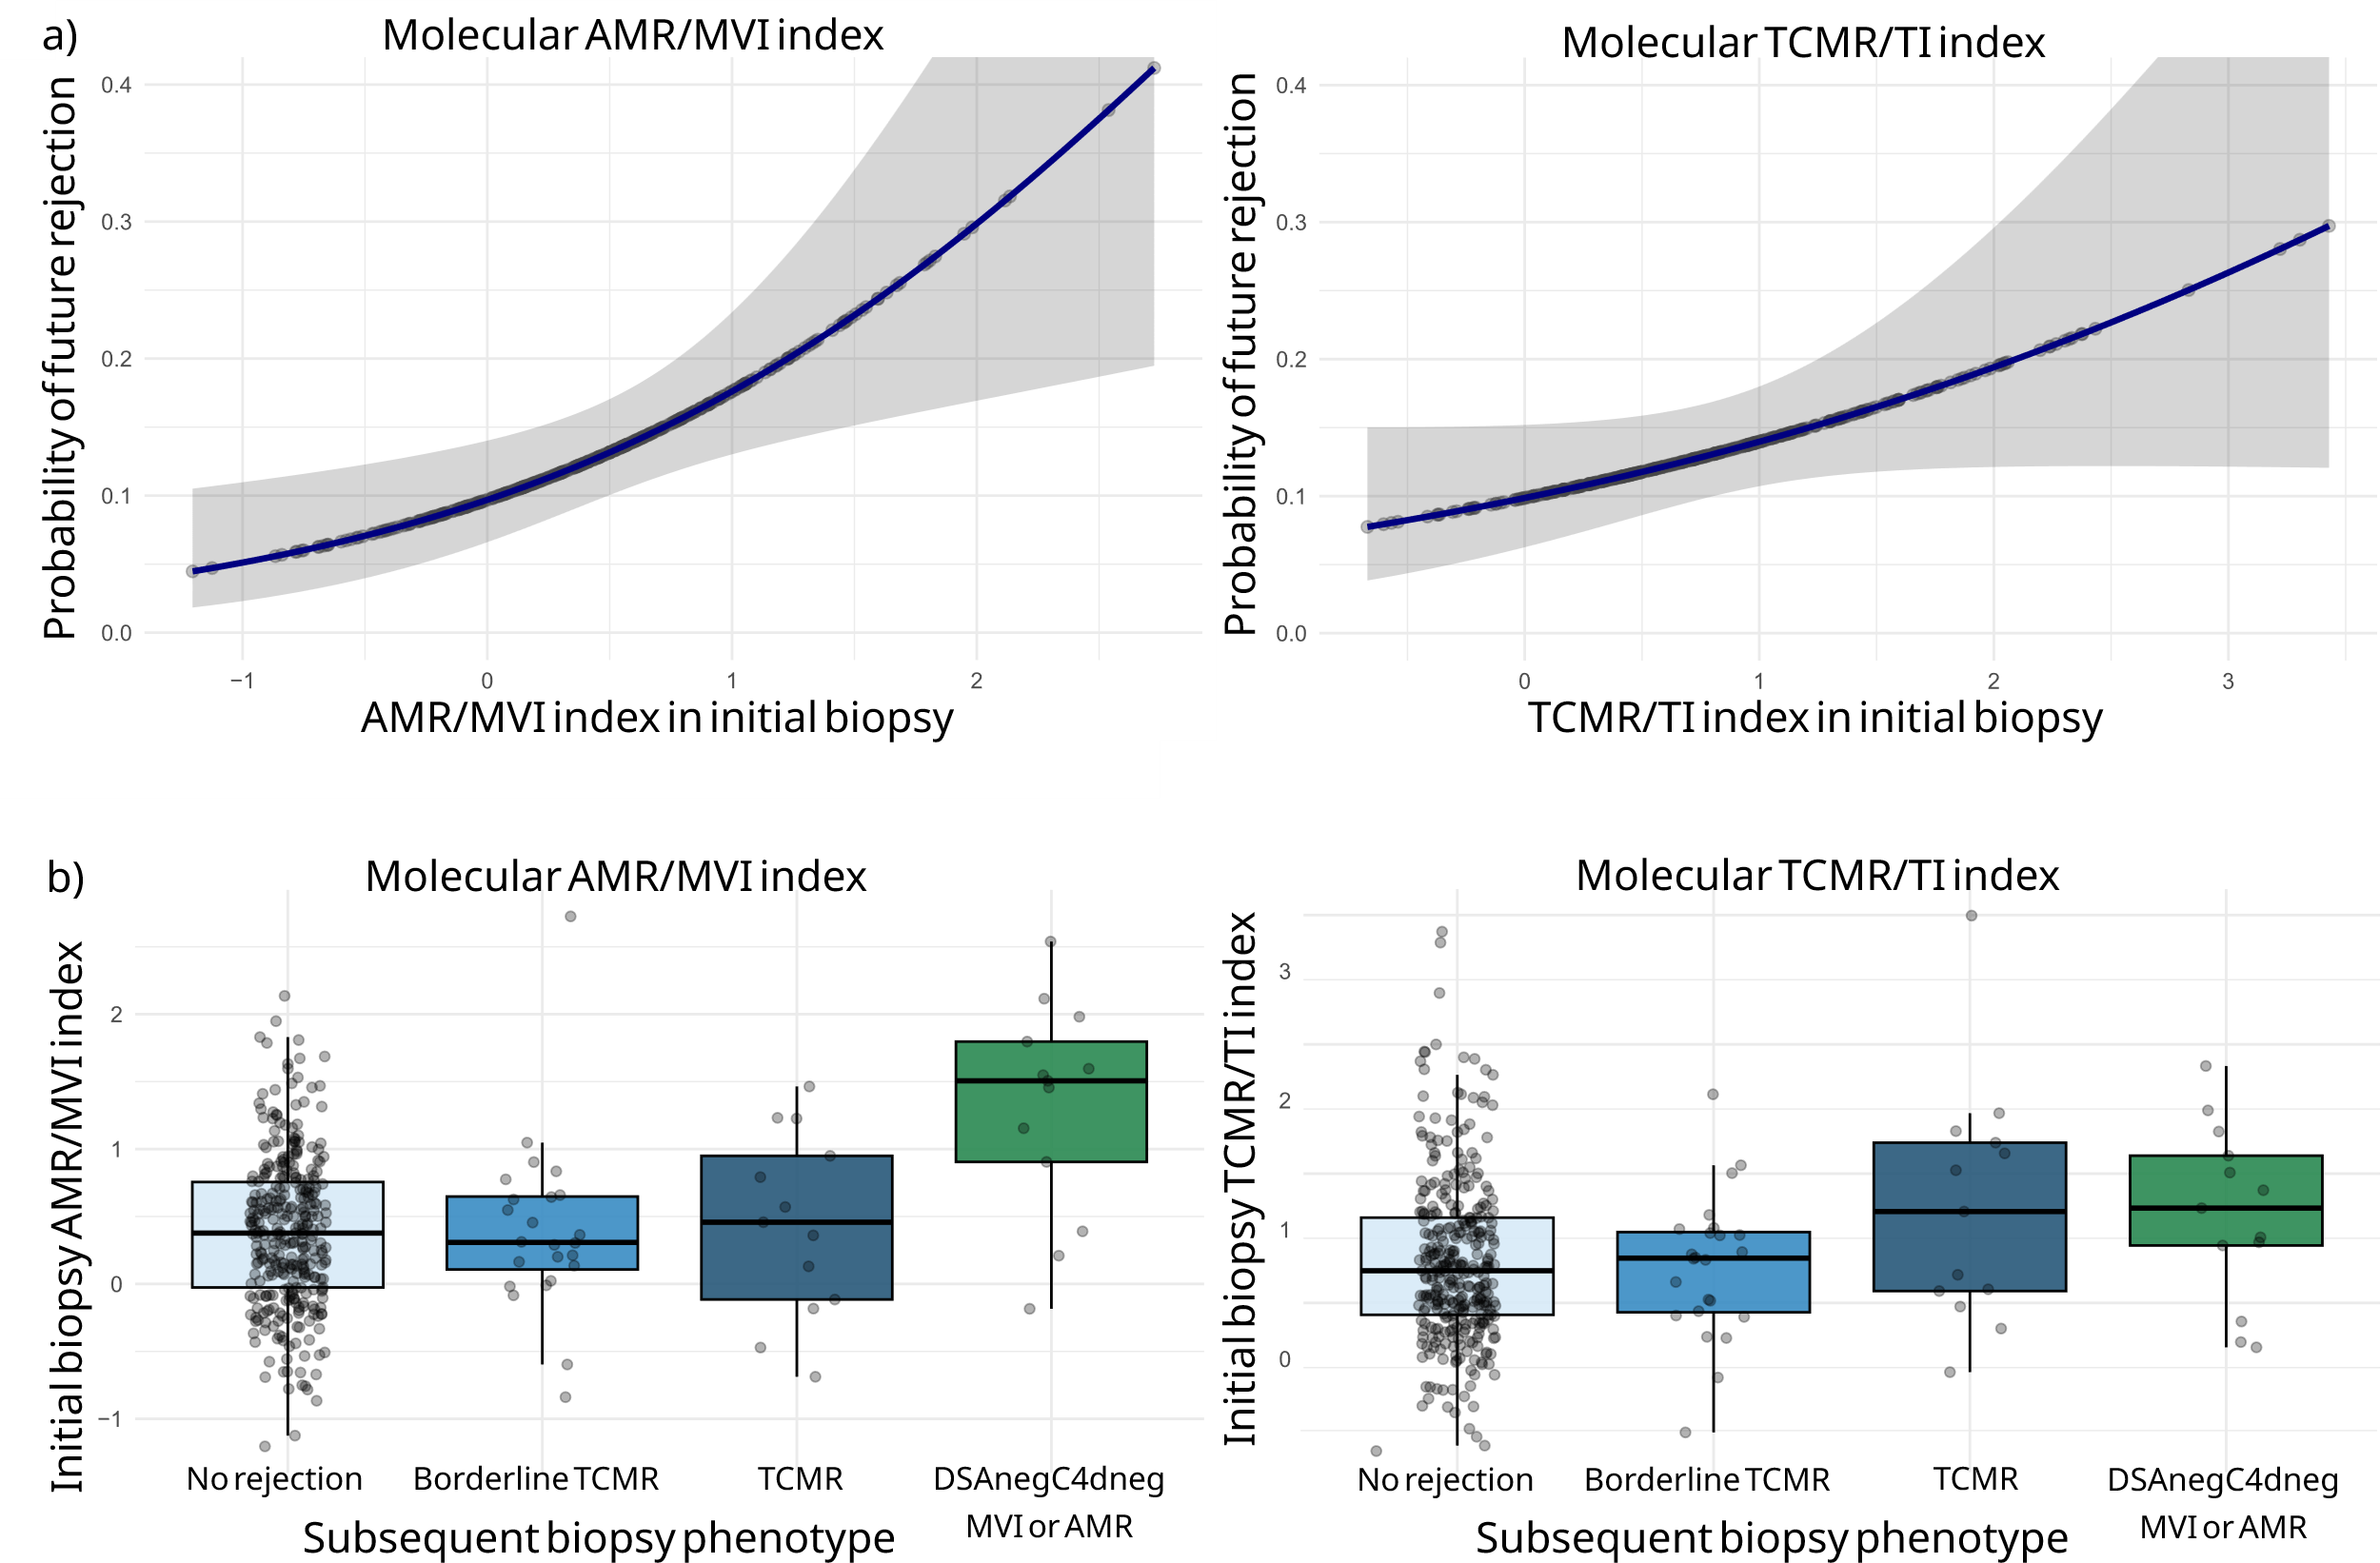 a)
Molecular AMR/MVI index
Probability of future rejection
0.4
0.3
0.2
0.1
0.0
−1 0 1 2
AMR/MVI index in initial biopsy
Molecular TCMR/TI index
Probability of future rejection
0.4
0.3
0.2
0.1
0.0
0 1 2 3
TCMR/TI index in initial biopsy
b)
Molecular AMR/MVI index
Initial biopsy AMR/MVI index
2
1
0
−1
No rejection Borderline TCMR TCMR DSAnegC4dneg
MVI or AMR
Subsequent biopsy phenotype
Molecular TCMR/TI index
Initial biopsy TCMR/TI index
3
2
1
0
No rejection Borderline TCMR TCMR DSAnegC4dneg
MVI or AMR
Subsequent biopsy phenotype